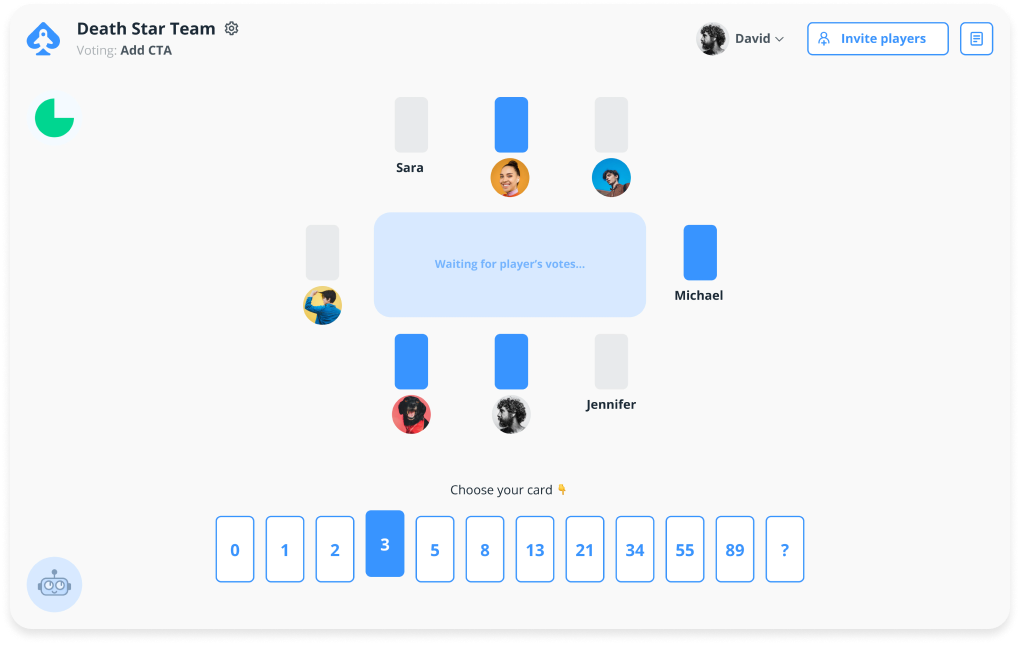 Death Star Team
Voting: Add CTA
David
Invite players
Sara
Waiting for player's votes...
Michael
Jennifer
Choose your card 👇
0 1 2 3 5 8 13 21 34 55 89 ?